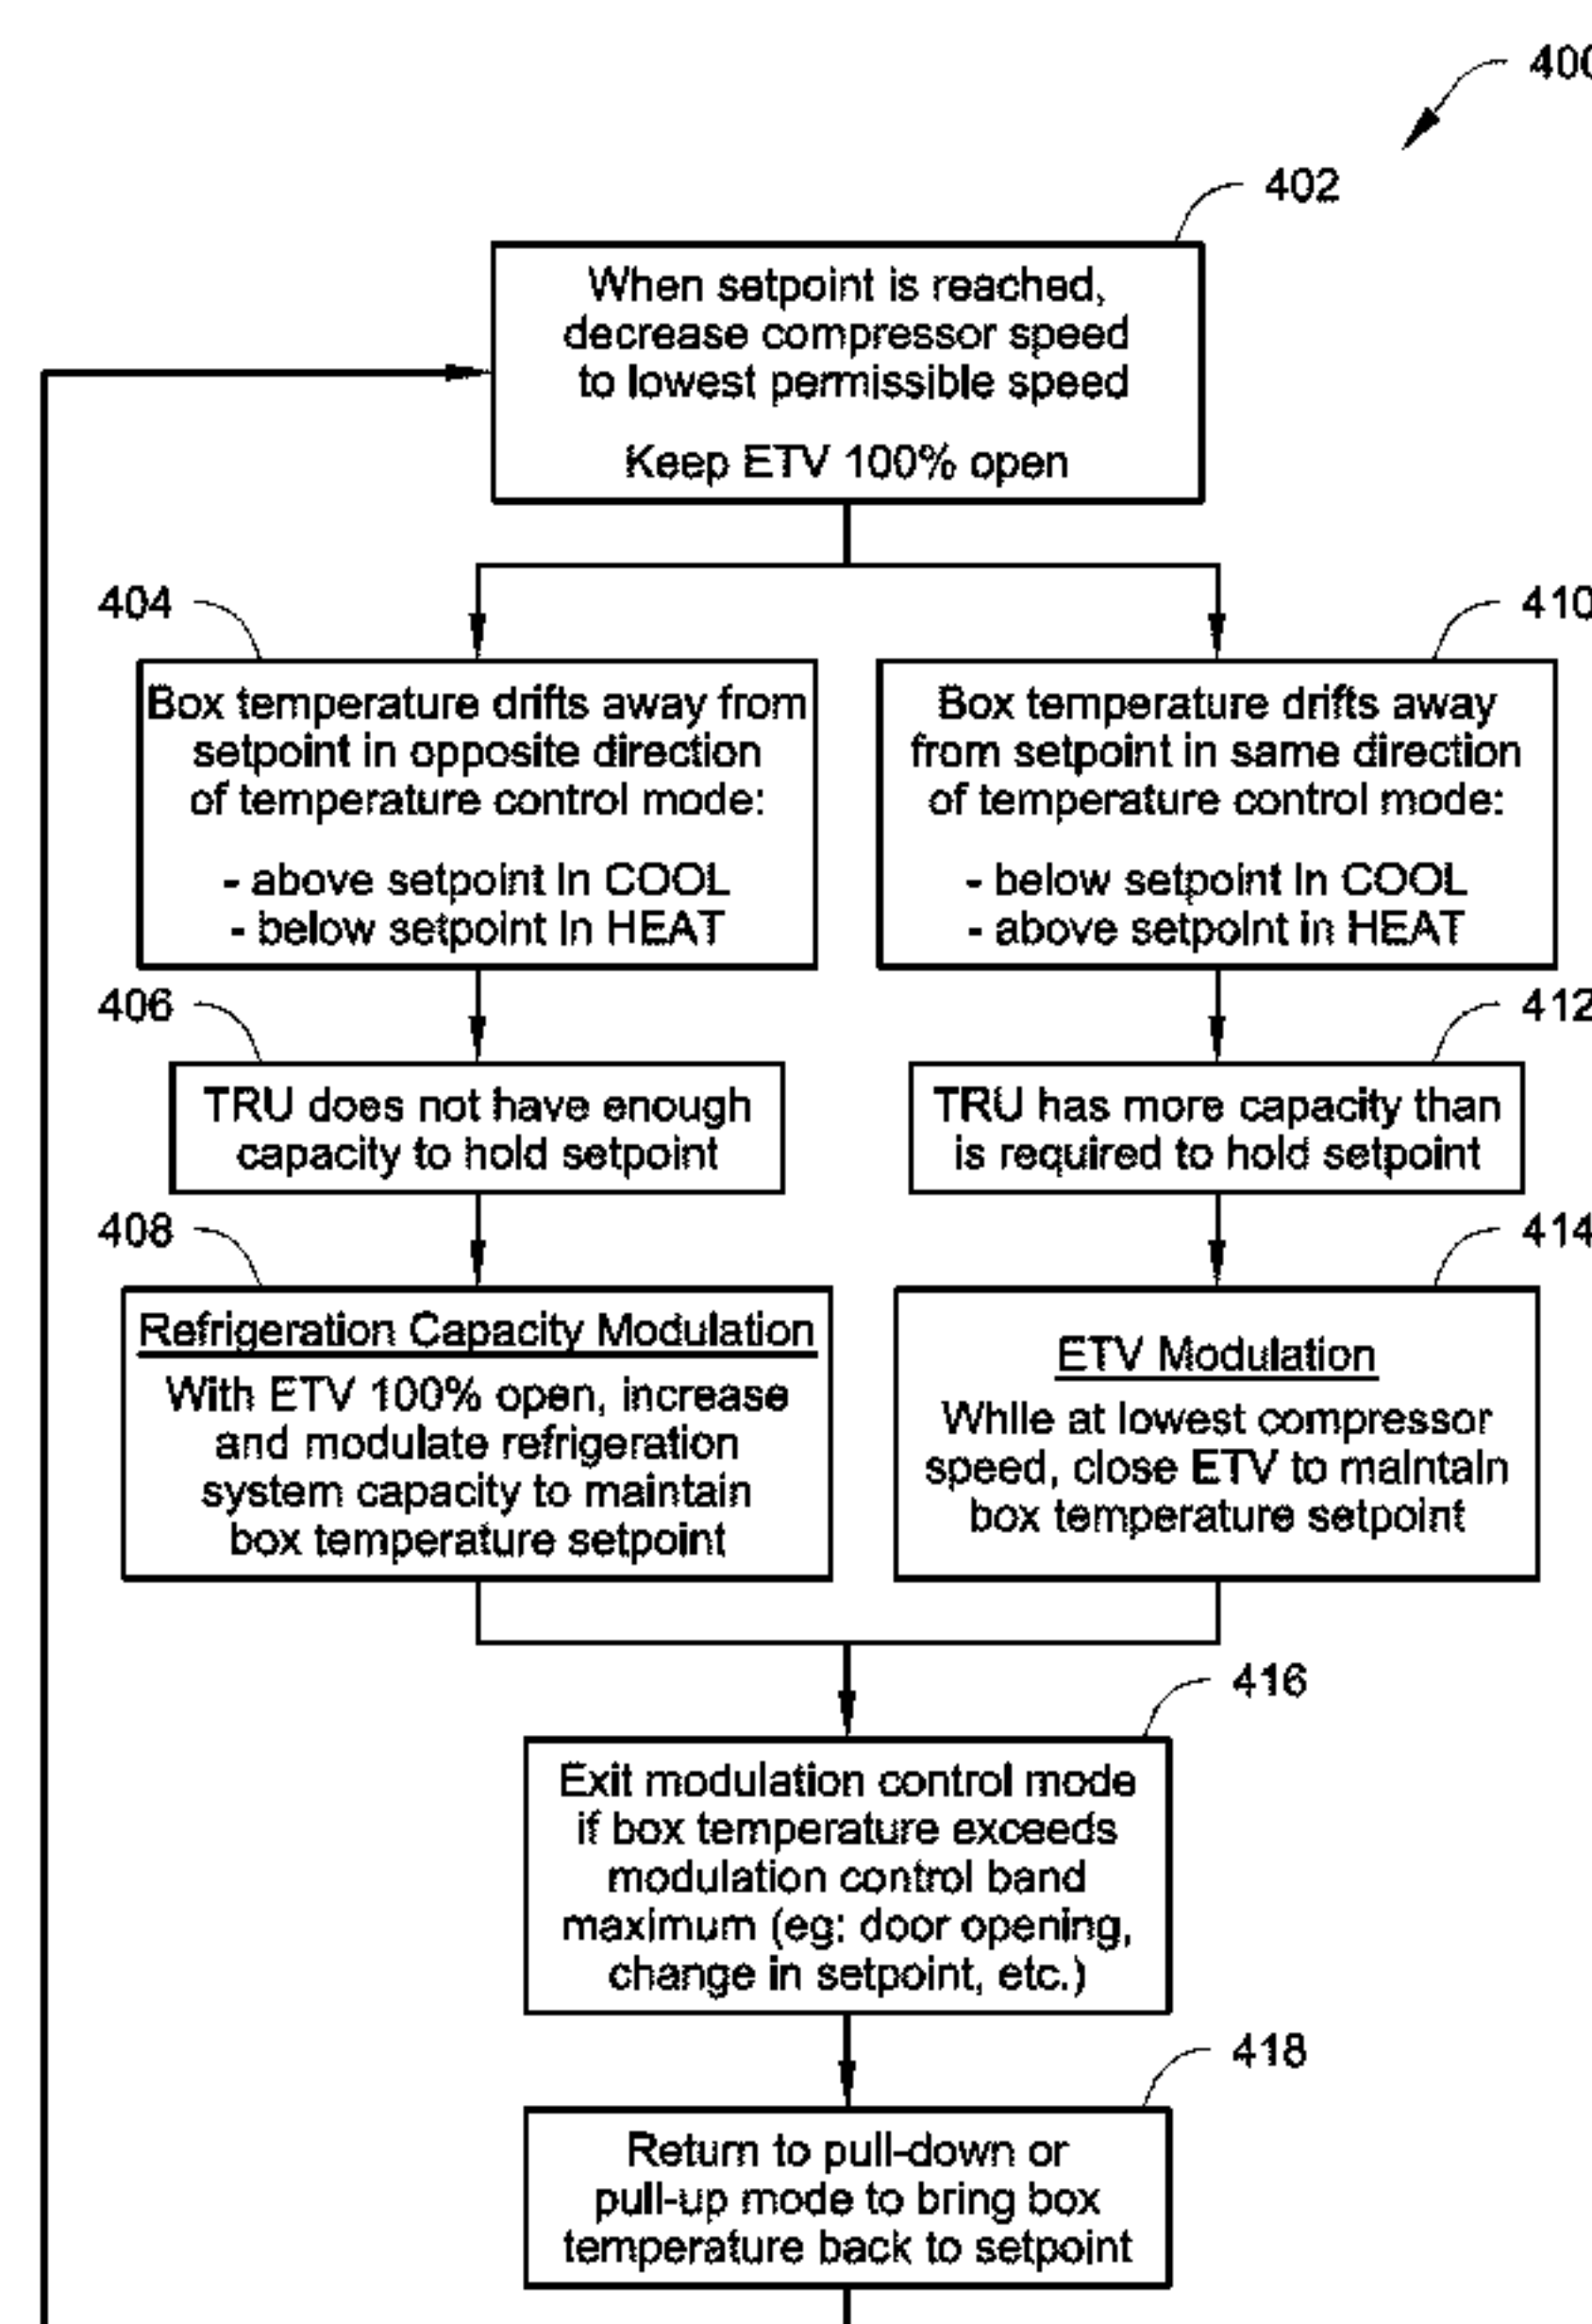 400
402
When setpoint is reached,
decrease compressor speed
to lowest permissible speed
Keep ETV 100% open
404
410
Box temperature drifts away from
setpoint in opposite direction
of temperature control mode:
- above setpoint In COOL
- below setpoint In HEAT
Box temperature drifts away
from setpoint in same direction
of temperature control mode:
- below setpoint In COOL
- above setpoint in HEAT
406
412
TRU does not have enough
capacity to hold setpoint
TRU has more capacity than
is required to hold setpoint
408
414
Refrigeration Capacity Modulation
With ETV 100% open, increase
and modulate refrigeration
system capacity to maintain
box temperature setpoint
ETV Modulation
While at lowest compressor
speed, close ETV to maintain
box temperature setpoint
416
Exit modulation control mode
if box temperature exceeds
modulation control band
maximum (eg: door opening,
change in setpoint, etc.)
418
Return to pull-down or
pull-up mode to bring box
temperature back to setpoint